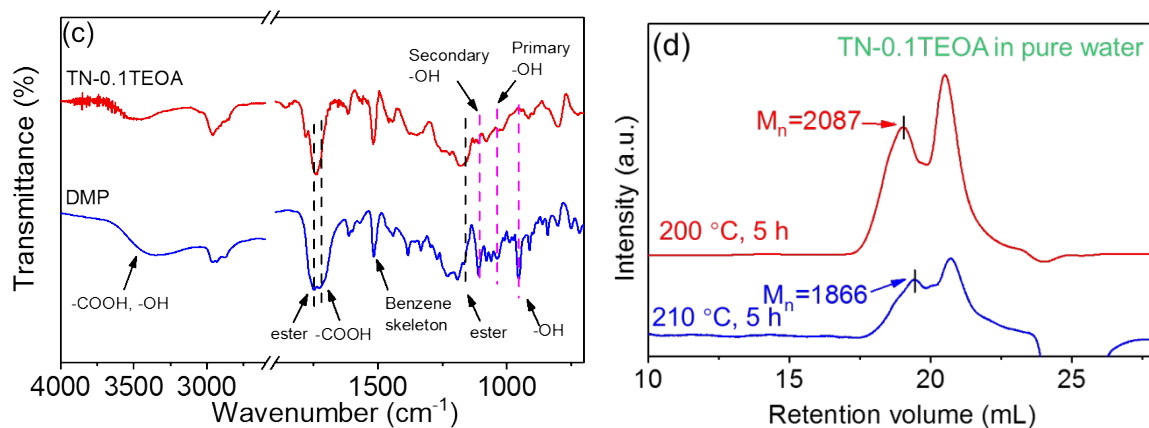 (c)
TN-0.1TEOA
DMP
Secondary
-OH
Primary
-OH
-COOH, -OH
ester
-COOH
Benzene
skeleton
ester
-OH
Transmittance (%)
4000 3500 3000 1500 1000
Wavenumber (cm⁻¹)
(d)
TN-0.1TEOA in pure water
Mₙ=2087
200 °C, 5 h
Mₙ=1866
210 °C, 5 h
Intensity (a.u.)
10 15 20 25
Retention volume (mL)